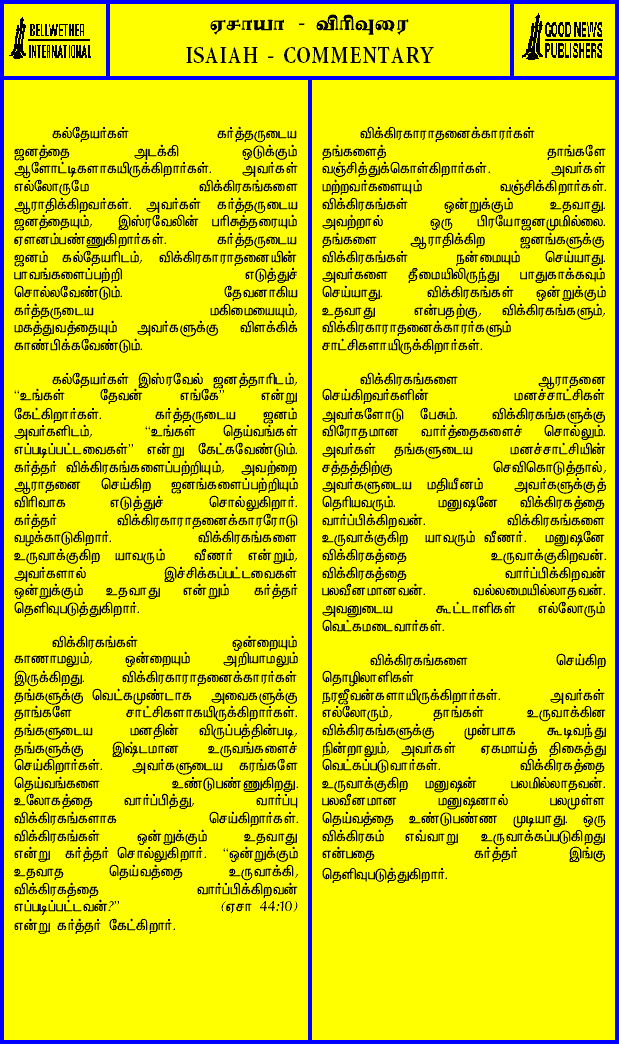 BELLWETHER
INTERNATIONAL
ஏசாயா - விரிவுரை
ISAIAH - COMMENTARY
GOOD NEWS
PUBLISHERS
கல்தேயர்கள் கர்த்தருடைய
ஜனத்தை அடக்கி ஒடுக்கும்
ஆளோட்டிகளாகயிருக்கிறார்கள். அவர்கள்
எல்லோருமே விக்கிரகங்களை
ஆராதிக்கிறவர்கள். அவர்கள் கர்த்தருடைய
ஜனத்தையும், இஸ்ரவேலின் பரிசுத்தரையும்
ஏளனம்பண்ணுகிறார்கள். கர்த்தருடைய
ஜனம் கல்தேயரிடம், விக்கிரகாராதனையின்
பாவங்களைப்பற்றி எடுத்துச்
சொல்லவேண்டும். தேவனாகிய
கர்த்தருடைய மகிமையையும்,
மகத்துவத்தையும் அவர்களுக்கு விளக்கிக்
காண்பிக்கவேண்டும்.
கல்தேயர்கள் இஸ்ரவேல் ஜனத்தாரிடம்,
“உங்கள் தேவன் எங்கே” என்று
கேட்கிறார்கள். கர்த்தருடைய ஜனம்
அவர்களிடம், “உங்கள் தெய்வங்கள்
எப்படிப்பட்டவைகள்” என்று கேட்கவேண்டும்.
கர்த்தர் விக்கிரகங்களைப்பற்றியும், அவற்றை
ஆராதனை செய்கிற ஜனங்களைப்பற்றியும்
விரிவாக எடுத்துச் சொல்லுகிறார்.
கர்த்தர் விக்கிரகாராதனைக்காரரோடு
வழக்காடுகிறார். விக்கிரகங்களை
உருவாக்குகிற யாவரும் வீணர் என்றும்,
அவர்களால் இச்சிக்கப்பட்டவைகள்
ஒன்றுக்கும் உதவாது என்றும் கர்த்தர்
தெளிவுபடுத்துகிறார்.
விக்கிரகங்கள் ஒன்றையும்
காணாமலும், ஒன்றையும் அறியாமலும்
இருக்கிறது. விக்கிரகாராதனைக்காரர்கள்
தங்களுக்கு வெட்கமுண்டாக அவைகளுக்கு
தாங்களே சாட்சிகளாகயிருக்கிறார்கள்.
தங்களுடைய மனதின் விருப்பத்தின்படி,
தங்களுக்கு இஷ்டமான உருவங்களைச்
செய்கிறார்கள். அவர்களுடைய கரங்களே
தெய்வங்களை உண்டுபண்ணுகிறது.
உலோகத்தை வார்ப்பித்து, வார்ப்பு
விக்கிரகங்களாக செய்கிறார்கள்.
விக்கிரகங்கள் ஒன்றுக்கும் உதவாது
என்று கர்த்தர் சொல்லுகிறார். “ஒன்றுக்கும்
உதவாத தெய்வத்தை உருவாக்கி,
விக்கிரகத்தை வார்ப்பிக்கிறவன்
எப்படிப்பட்டவன்?” (ஏசா 44:10)
என்று கர்த்தர் கேட்கிறார்.
விக்கிரகாராதனைக்காரர்கள்
தங்களைத் தாங்களே
வஞ்சித்துக்கொள்கிறார்கள். அவர்கள்
மற்றவர்களையும் வஞ்சிக்கிறார்கள்.
விக்கிரகங்கள் ஒன்றுக்கும் உதவாது.
அவற்றால் ஒரு பிரயோஜனமுமில்லை.
தங்களை ஆராதிக்கிற ஜனங்களுக்கு
விக்கிரகங்கள் நன்மையும் செய்யாது.
அவர்களை தீமையிலிருந்து பாதுகாக்கவும்
செய்யாது. விக்கிரகங்கள் ஒன்றுக்கும்
உதவாது என்பதற்கு, விக்கிரகங்களும்,
விக்கிரகாராதனைக்காரர்களும்
சாட்சிகளாயிருக்கிறார்கள்.
விக்கிரகங்களை ஆராதனை
செய்கிறவர்களின் மனச்சாட்சிகள்
அவர்களோடு பேசும். விக்கிரகங்களுக்கு
விரோதமான வார்த்தைகளைச் சொல்லும்.
அவர்கள் தங்களுடைய மனச்சாட்சியின்
சத்தத்திற்கு செவிகொடுத்தால்,
அவர்களுடைய மதியீனம் அவர்களுக்குத்
தெரியவரும். மனுஷனே விக்கிரகத்தை
வார்ப்பிக்கிறவன். விக்கிரகங்களை
உருவாக்குகிற யாவரும் வீணர். மனுஷனே
விக்கிரகத்தை உருவாக்குகிறவன்.
விக்கிரகத்தை வார்ப்பிக்கிறவன்
பலவீனமானவன். வல்லமையில்லாதவன்.
அவனுடைய கூட்டாளிகள் எல்லோரும்
வெட்கமடைவார்கள்.
விக்கிரகங்களை செய்கிற
தொழிலாளிகள்
நரஜீவன்களாயிருக்கிறார்கள். அவர்கள்
எல்லோரும், தாங்கள் உருவாக்கின
விக்கிரகங்களுக்கு முன்பாக கூடிவந்து
நின்றாலும், அவர்கள் ஏகமாய்த் திகைத்து
வெட்கப்படுவார்கள். விக்கிரகத்தை
உருவாக்குகிற மனுஷன் பலமில்லாதவன்.
பலவீனமான மனுஷனால் பலமுள்ள
தெய்வத்தை உண்டுபண்ண முடியாது. ஒரு
விக்கிரகம் எவ்வாறு உருவாக்கப்படுகிறது
என்பதை கர்த்தர் இங்கு
தெளிவுபடுத்துகிறார்.